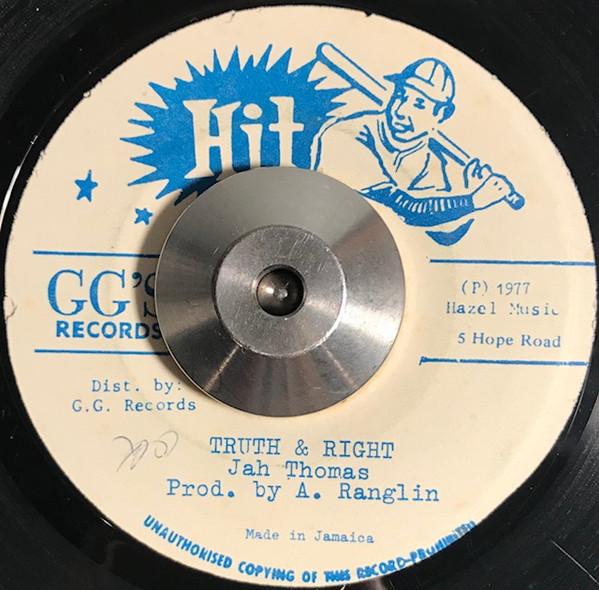 Hit
GG'S
RECORDS
(P) 1977
Hazel Music
5 Hope Road
Dist. by:
G.G. Records
TRUTH & RIGHT
Jah Thomas
Prod. by A. Ranglin
Made in Jamaica
UNAUTHORISED COPYING OF THIS RECORD PROHIBITED